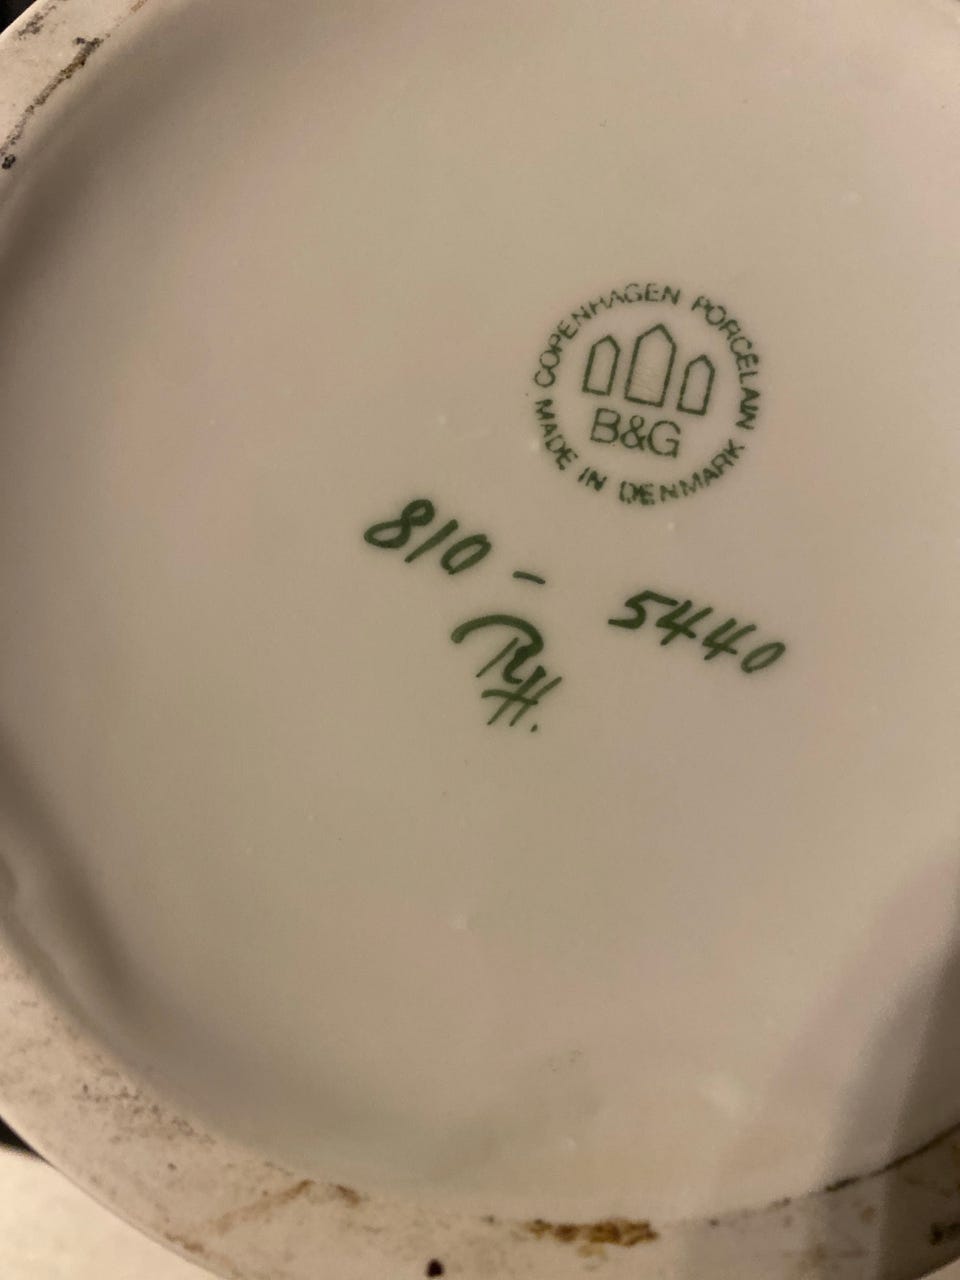 COPENHAGEN PORCELAIN
B&G
MADE IN DENMARK
810 - 5440